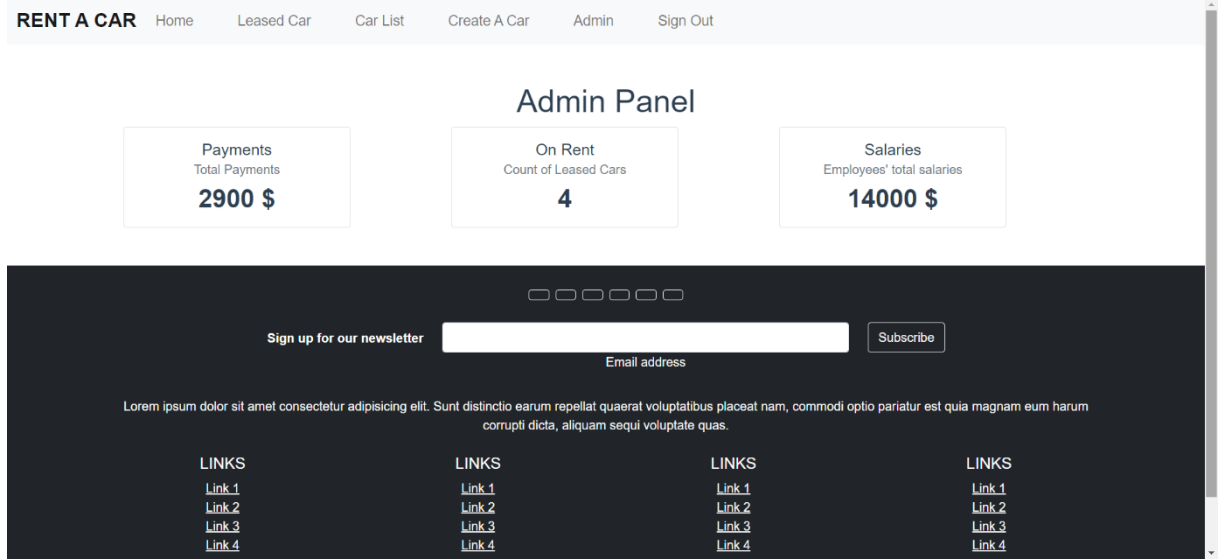 RENT A CAR Home Leased Car Car List Create A Car Admin Sign Out
Admin Panel
Payments
Total Payments
2900 $
On Rent
Count of Leased Cars
4
Salaries
Employees' total salaries
14000 $
Sign up for our newsletter
Subscribe
Email address
Lorem ipsum dolor sit amet consectetur adipisicing elit. Sunt distinctio earum repellat quaerat voluptatibus placeat nam, commodi optio pariatur est quia magnam eum harum
corrupti dicta, aliquam sequi voluptate quas.
LINKS
Link 1
Link 2
Link 3
Link 4
LINKS
Link 1
Link 2
Link 3
Link 4
LINKS
Link 1
Link 2
Link 3
Link 4
LINKS
Link 1
Link 2
Link 3
Link 4